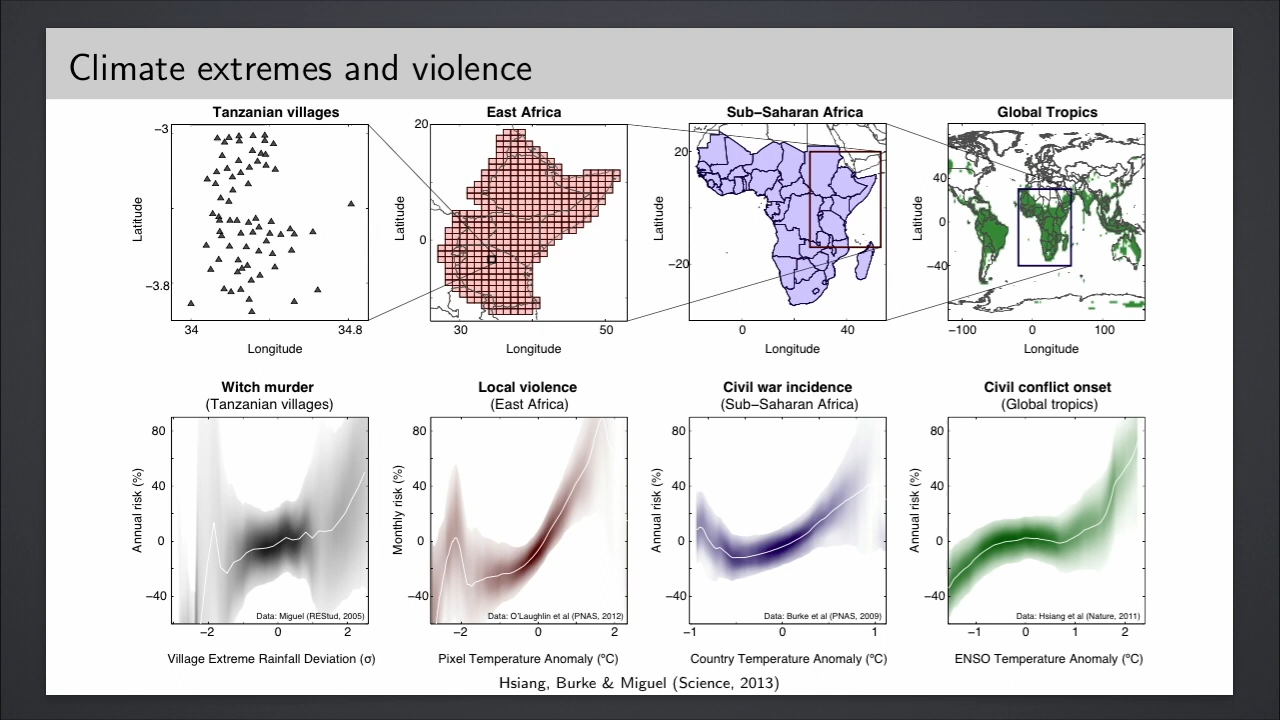 Climate extremes and violence
Tanzanian villages
East Africa
Sub−Saharan Africa
Global Tropics
−3
−3.8
Latitude
34
34.8
Longitude
20
0
Latitude
30
50
Longitude
20
−20
Latitude
0
40
Longitude
40
0
−40
Latitude
−100
0
100
Longitude
Witch murder
(Tanzanian villages)
Local violence
(East Africa)
Civil war incidence
(Sub−Saharan Africa)
Civil conflict onset
(Global tropics)
80
40
0
−40
Annual risk (%)
Data: Miguel (REStud, 2005)
−2
0
2
Village Extreme Rainfall Deviation (σ)
80
40
0
−40
Monthly risk (%)
Data: O'Laughlin et al (PNAS, 2012)
−2
0
2
Pixel Temperature Anomaly (ºC)
80
40
0
−40
Annual risk (%)
Data: Burke et al (PNAS, 2009)
−1
0
1
Country Temperature Anomaly (ºC)
80
40
0
−40
Annual risk (%)
Data: Hsiang et al (Nature, 2011)
−1
0
1
2
ENSO Temperature Anomaly (ºC)
Hsiang, Burke & Miguel (Science, 2013)